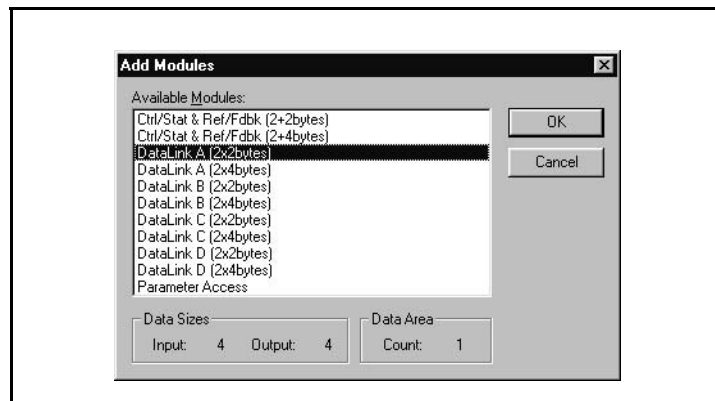 Add Modules
Available Modules:
Ctrl/Stat & Ref/Fdbk (2+2bytes)
Ctrl/Stat & Ref/Fdbk (2+4bytes)
DataLink A (2x2bytes)
DataLink A (2x4bytes)
DataLink B (2x2bytes)
DataLink B (2x4bytes)
DataLink C (2x2bytes)
DataLink C (2x4bytes)
DataLink D (2x2bytes)
DataLink D (2x4bytes)
Parameter Access
OK
Cancel
Data Sizes
Input: 4 Output: 4
Data Area
Count: 1